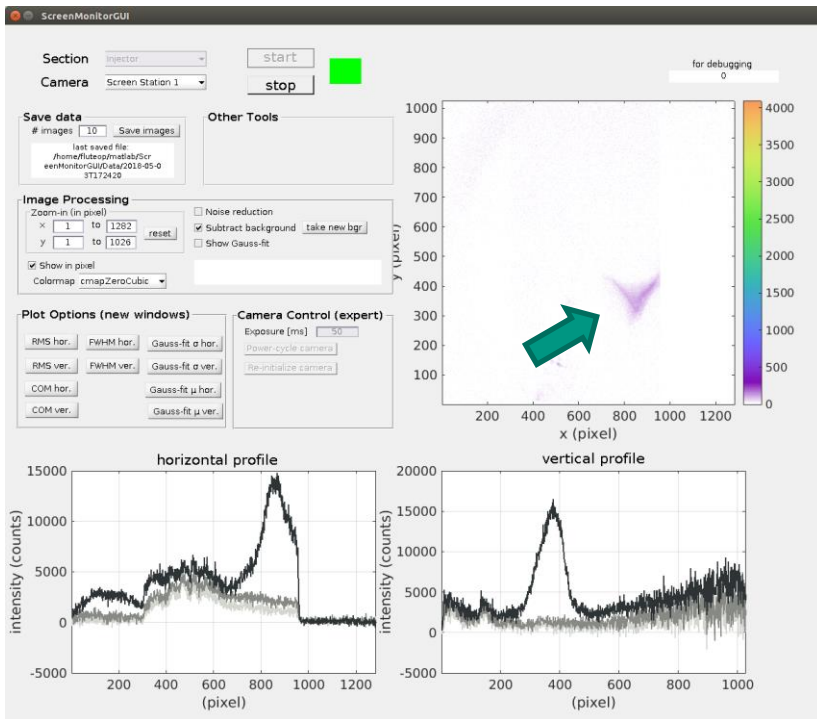 ScreenMonitorGUI
Section Injector start
Camera Screen Station 1 stop
for debugging
0
Save data
# images 10 Save images
last saved file:
/home/fluteop/matlab/Scr
eenMonitorGUI/Data/2018-05-0
3T172420
Other Tools
Image Processing
Zoom-in (in pixel)
x 1 to 1282
y 1 to 1026
reset
Noise reduction
Subtract background take new bgr
Show Gauss-fit
Show in pixel
Colormap cmapZeroCubic
Plot Options (new windows)
RMS hor. FWHM hor. Gauss-fit σ hor.
RMS ver. FWHM ver. Gauss-fit σ ver.
COM hor. Gauss-fit μ hor.
COM ver. Gauss-fit μ ver.
Camera Control (expert)
Exposure [ms] 50
Power-cycle camera
Re-initialize camera
1000
900
800
700
600
500
400
300
200
100
y (pixel)
200 400 600 800 1000 1200
x (pixel)
4000
3500
3000
2500
2000
1500
1000
500
0
horizontal profile
15000
10000
5000
0
-5000
intensity (counts)
200 400 600 800 1000 1200
(pixel)
vertical profile
20000
15000
10000
5000
0
-5000
intensity (counts)
200 400 600 800 1000
(pixel)